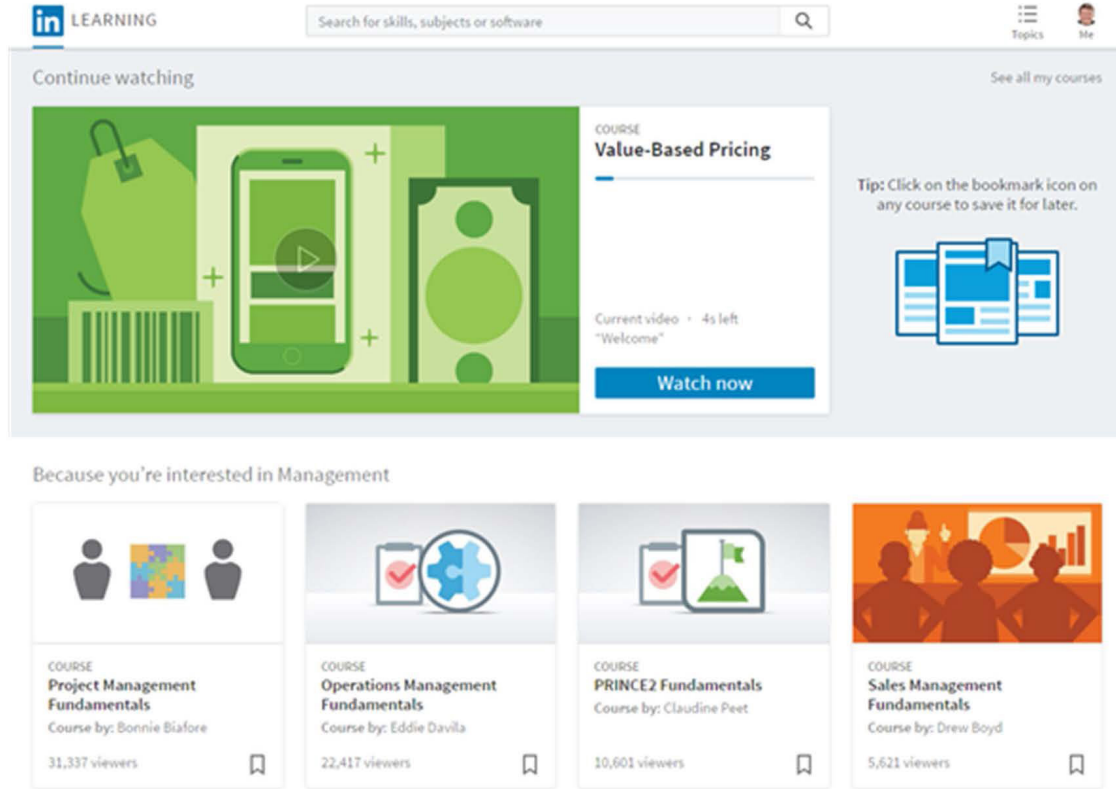 in LEARNING
Search for skills, subjects or software
Topics
Me
Continue watching
See all my courses
COURSE
Value-Based Pricing
Current video • 4s left
"Welcome"
Watch now
Tip: Click on the bookmark icon on
any course to save it for later.
Because you're interested in Management
COURSE
Project Management
Fundamentals
Course by: Bonnie Biafore
31,337 viewers
COURSE
Operations Management
Fundamentals
Course by: Eddie Davila
22,417 viewers
COURSE
PRINCE2 Fundamentals
Course by: Claudine Peet
10,601 viewers
COURSE
Sales Management
Fundamentals
Course by: Drew Boyd
5,621 viewers